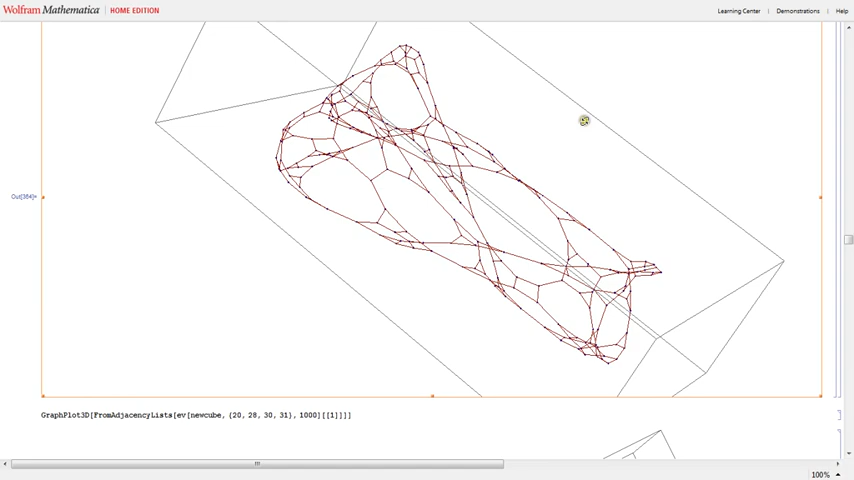 Wolfram Mathematica | HOME EDITION
Learning Center | Demonstrations | Help
Out[354]=
GraphPlot3D[FromAdjacencyLists[ev[newcube, {20, 28, 30, 31}, 1000][[1]]]]
100%